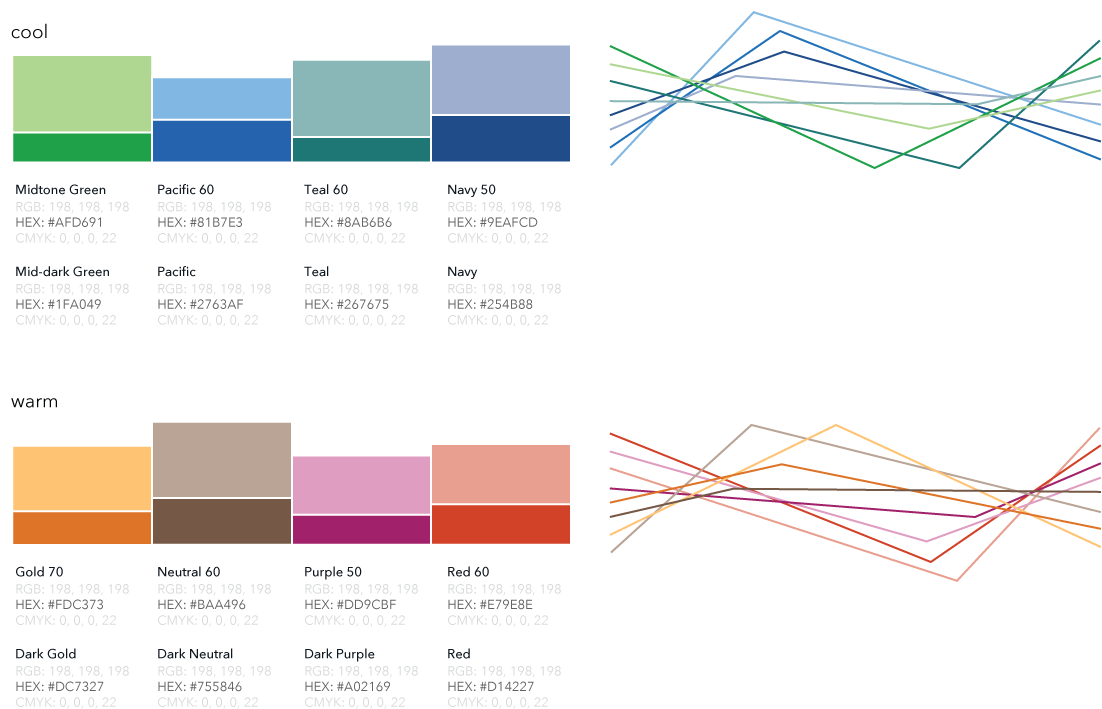 cool
Midtone Green
RGB: 198, 198, 198
HEX: #AFD691
CMYK: 0, 0, 0, 22
Pacific 60
RGB: 198, 198, 198
HEX: #81B7E3
CMYK: 0, 0, 0, 22
Teal 60
RGB: 198, 198, 198
HEX: #8AB6B6
CMYK: 0, 0, 0, 22
Navy 50
RGB: 198, 198, 198
HEX: #9EAFCD
CMYK: 0, 0, 0, 22
Mid-dark Green
RGB: 198, 198, 198
HEX: #1FA049
CMYK: 0, 0, 0, 22
Pacific
RGB: 198, 198, 198
HEX: #2763AF
CMYK: 0, 0, 0, 22
Teal
RGB: 198, 198, 198
HEX: #267675
CMYK: 0, 0, 0, 22
Navy
RGB: 198, 198, 198
HEX: #254B88
CMYK: 0, 0, 0, 22
warm
Gold 70
RGB: 198, 198, 198
HEX: #FDC373
CMYK: 0, 0, 0, 22
Neutral 60
RGB: 198, 198, 198
HEX: #BAA496
CMYK: 0, 0, 0, 22
Purple 50
RGB: 198, 198, 198
HEX: #DD9CBF
CMYK: 0, 0, 0, 22
Red 60
RGB: 198, 198, 198
HEX: #E79E8E
CMYK: 0, 0, 0, 22
Dark Gold
RGB: 198, 198, 198
HEX: #DC7327
CMYK: 0, 0, 0, 22
Dark Neutral
RGB: 198, 198, 198
HEX: #755846
CMYK: 0, 0, 0, 22
Dark Purple
RGB: 198, 198, 198
HEX: #A02169
CMYK: 0, 0, 0, 22
Red
RGB: 198, 198, 198
HEX: #D14227
CMYK: 0, 0, 0, 22